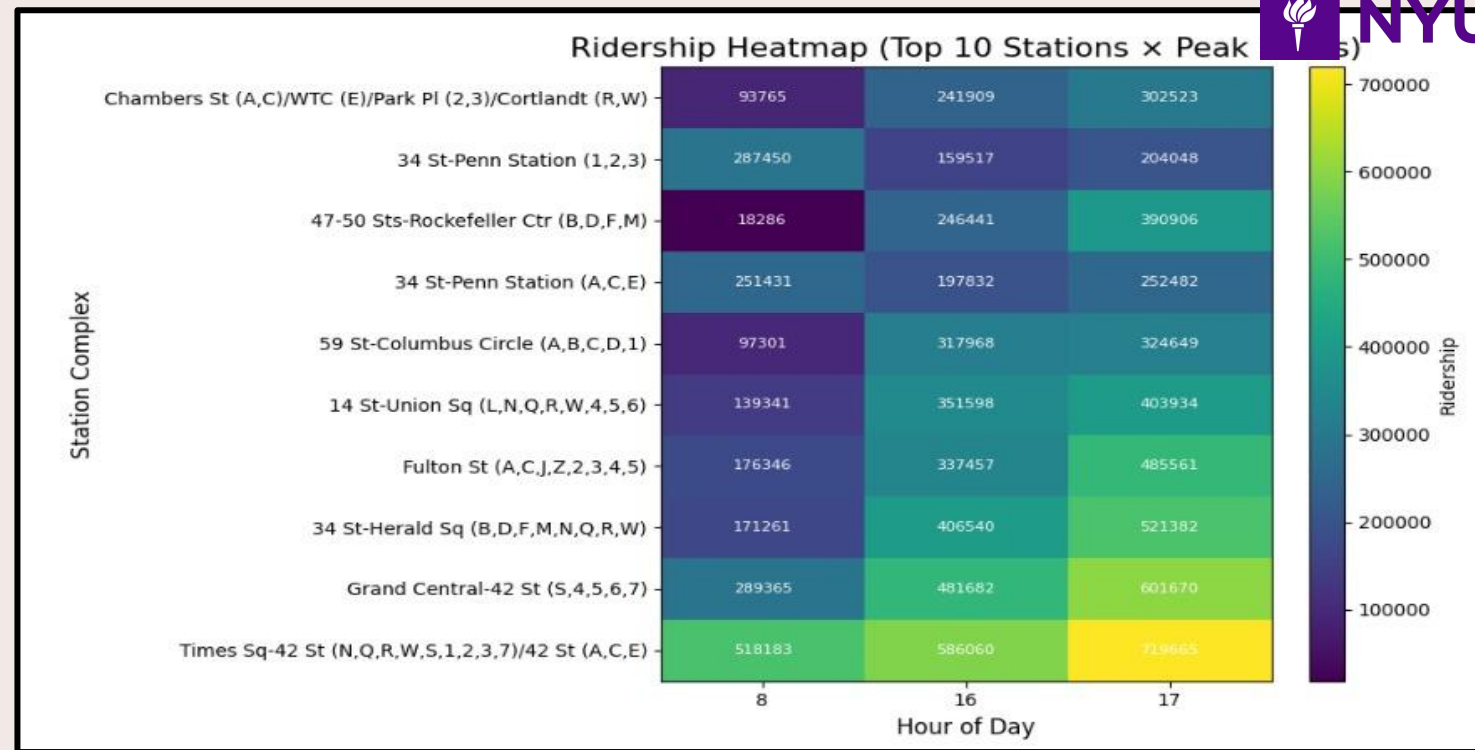 NYU
Ridership Heatmap (Top 10 Stations × Peak s)
Chambers St (A,C)/WTC (E)/Park Pl (2,3)/Cortlandt (R,W) 93765 241909 302523 700000
34 St-Penn Station (1,2,3) 287450 159517 204048 600000
47-50 Sts-Rockefeller Ctr (B,D,F,M) 18286 246441 390906
34 St-Penn Station (A,C,E) 251431 197832 252482 500000
59 St-Columbus Circle (A,B,C,D,1) 97301 317968 324649 400000
14 St-Union Sq (L,N,Q,R,W,4,5,6) 139341 351598 403934
Fulton St (A,C,J,Z,2,3,4,5) 176346 337457 485561 300000
34 St-Herald Sq (B,D,F,M,N,Q,R,W) 171261 406540 521382 200000
Grand Central-42 St (S,4,5,6,7) 289365 481682 601670 100000
Times Sq-42 St (N,Q,R,W,S,1,2,3,7)/42 St (A,C,E) 518183 586060 719665
8 16 17
Hour of Day
Station Complex
Ridership